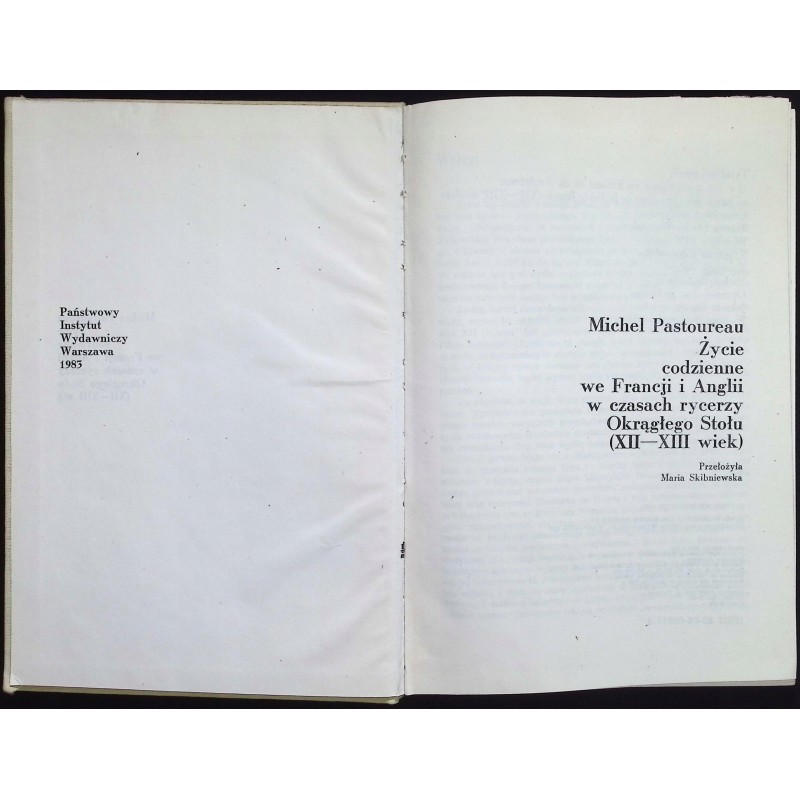 Państwowy
Instytut
Wydawniczy
Warszawa
1983
Michel Pastoureau
Życie
codzienne
we Francji i Anglii
w czasach rycerzy
Okrągłego Stołu
(XII—XIII wiek)
Przełożyła
Maria Skibniewska